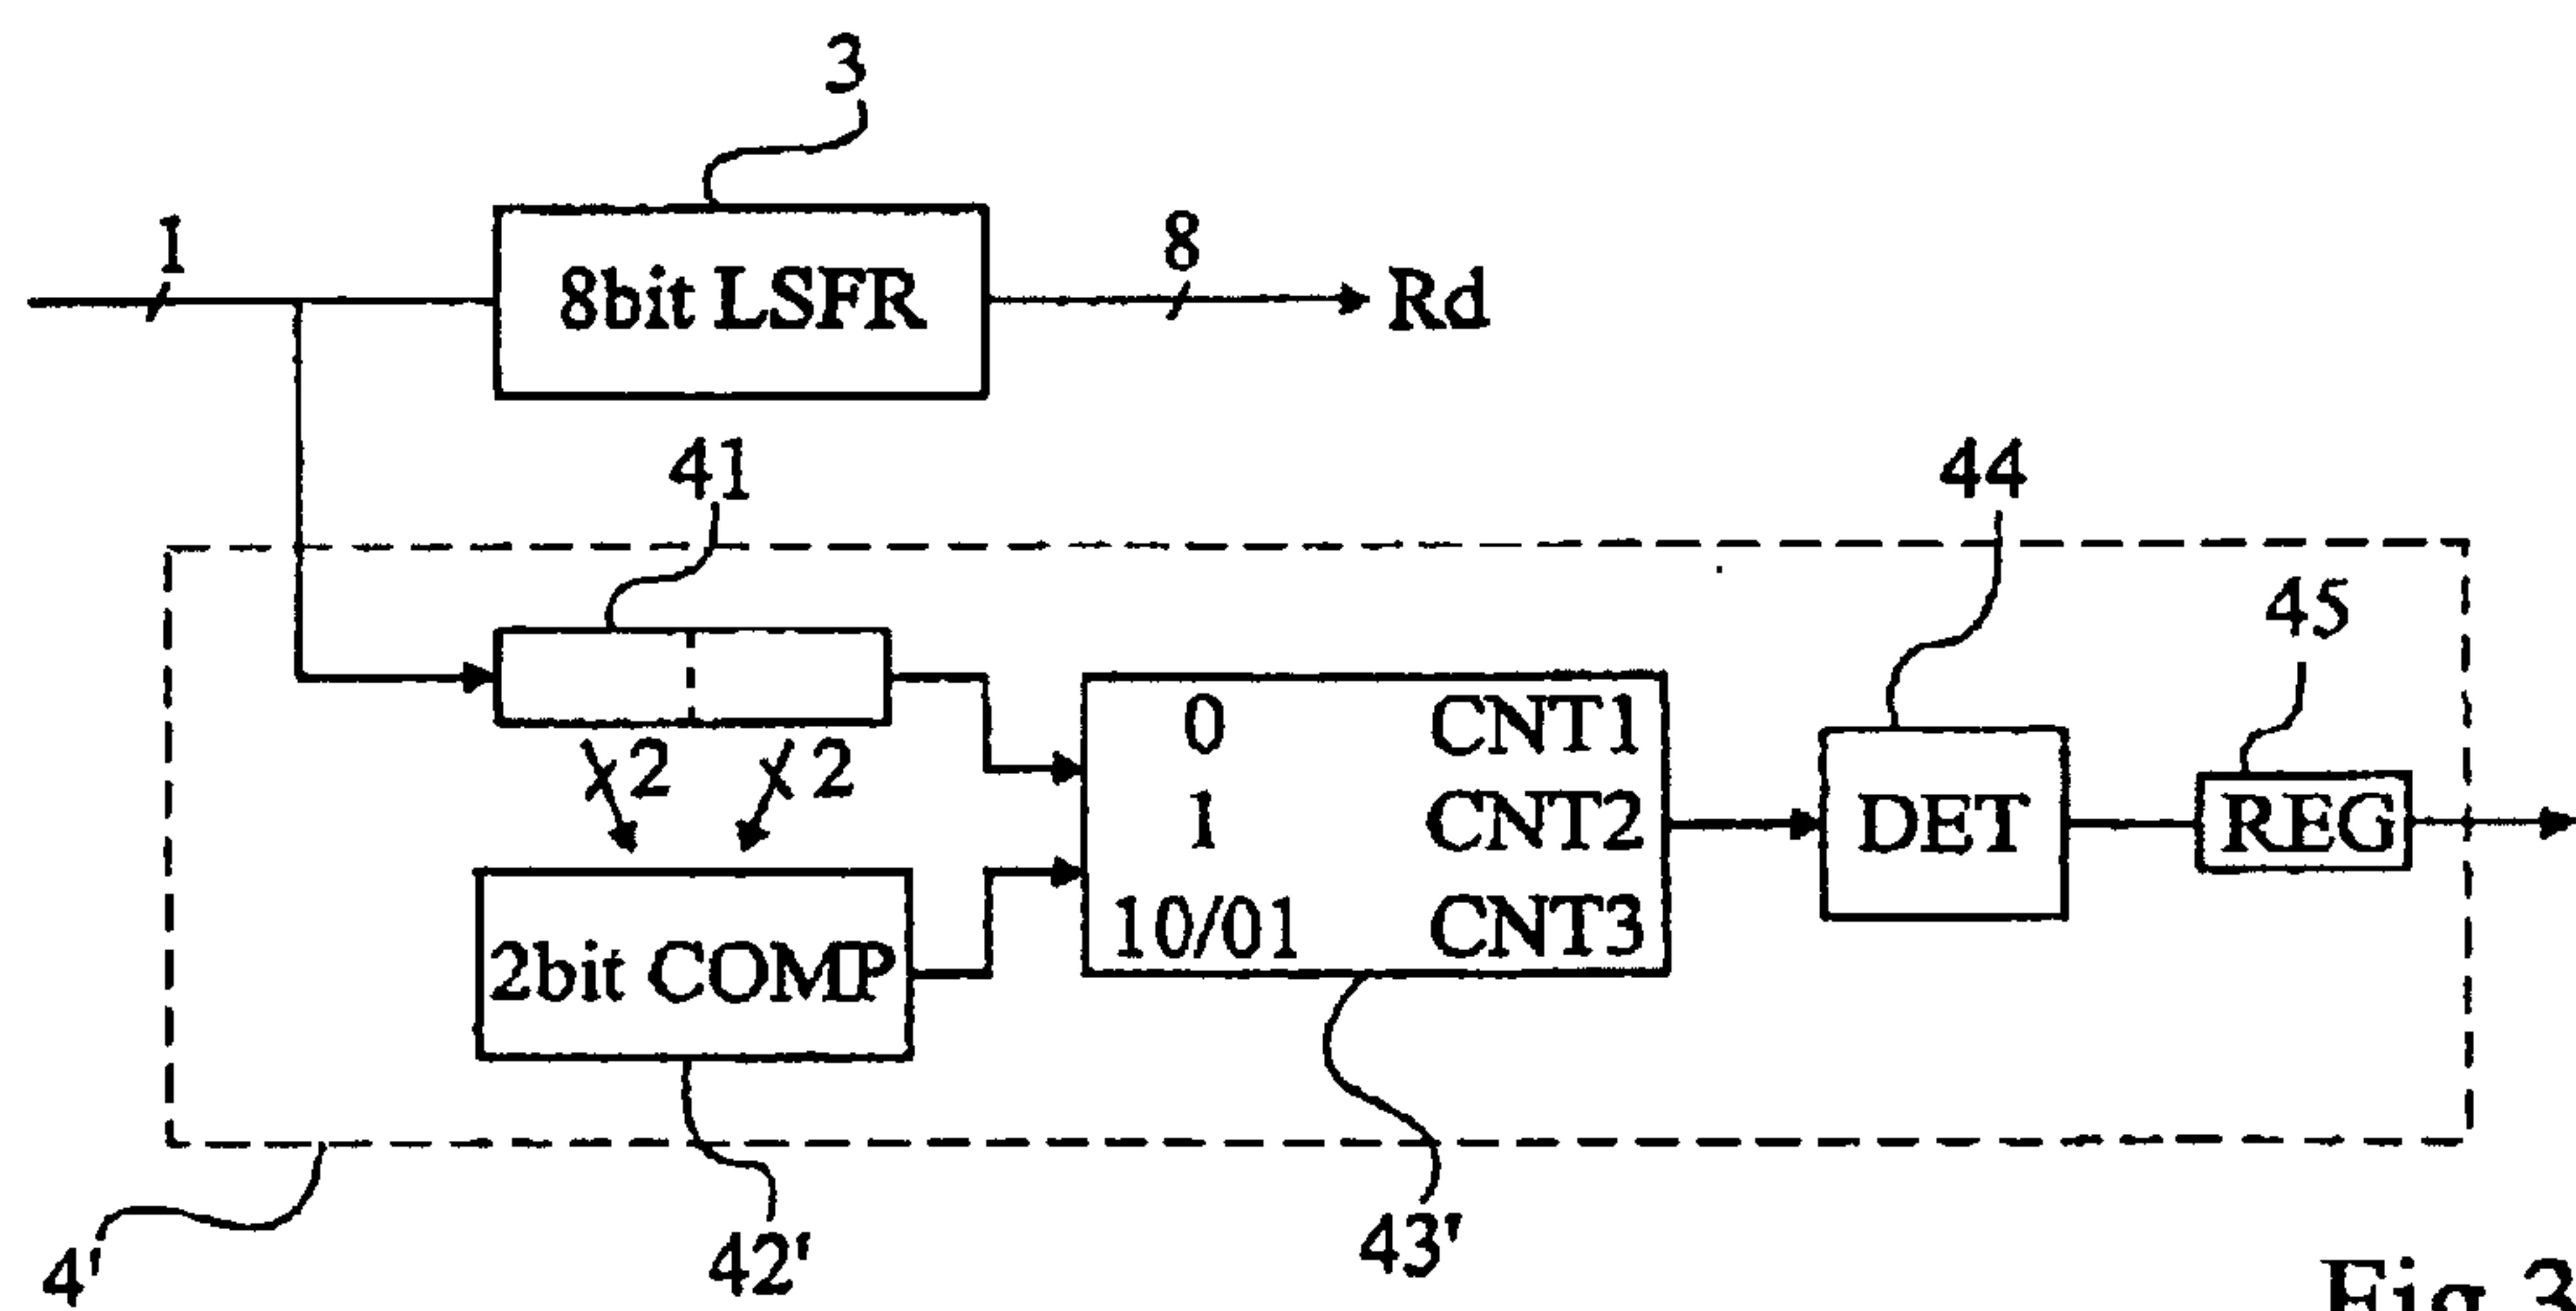 3
1
8bit LSFR
8
Rd
41
44
45
2
2
0 CNT1
1 CNT2
10/01 CNT3
DET
REG
2bit COMP
4'
42'
43'
Fig 3